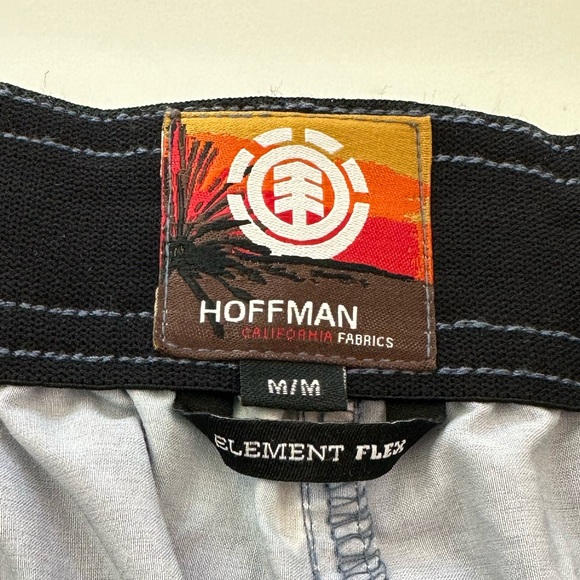 HOFFMAN
CALIFORNIA FABRICS
M/M
ELEMENT FLEX